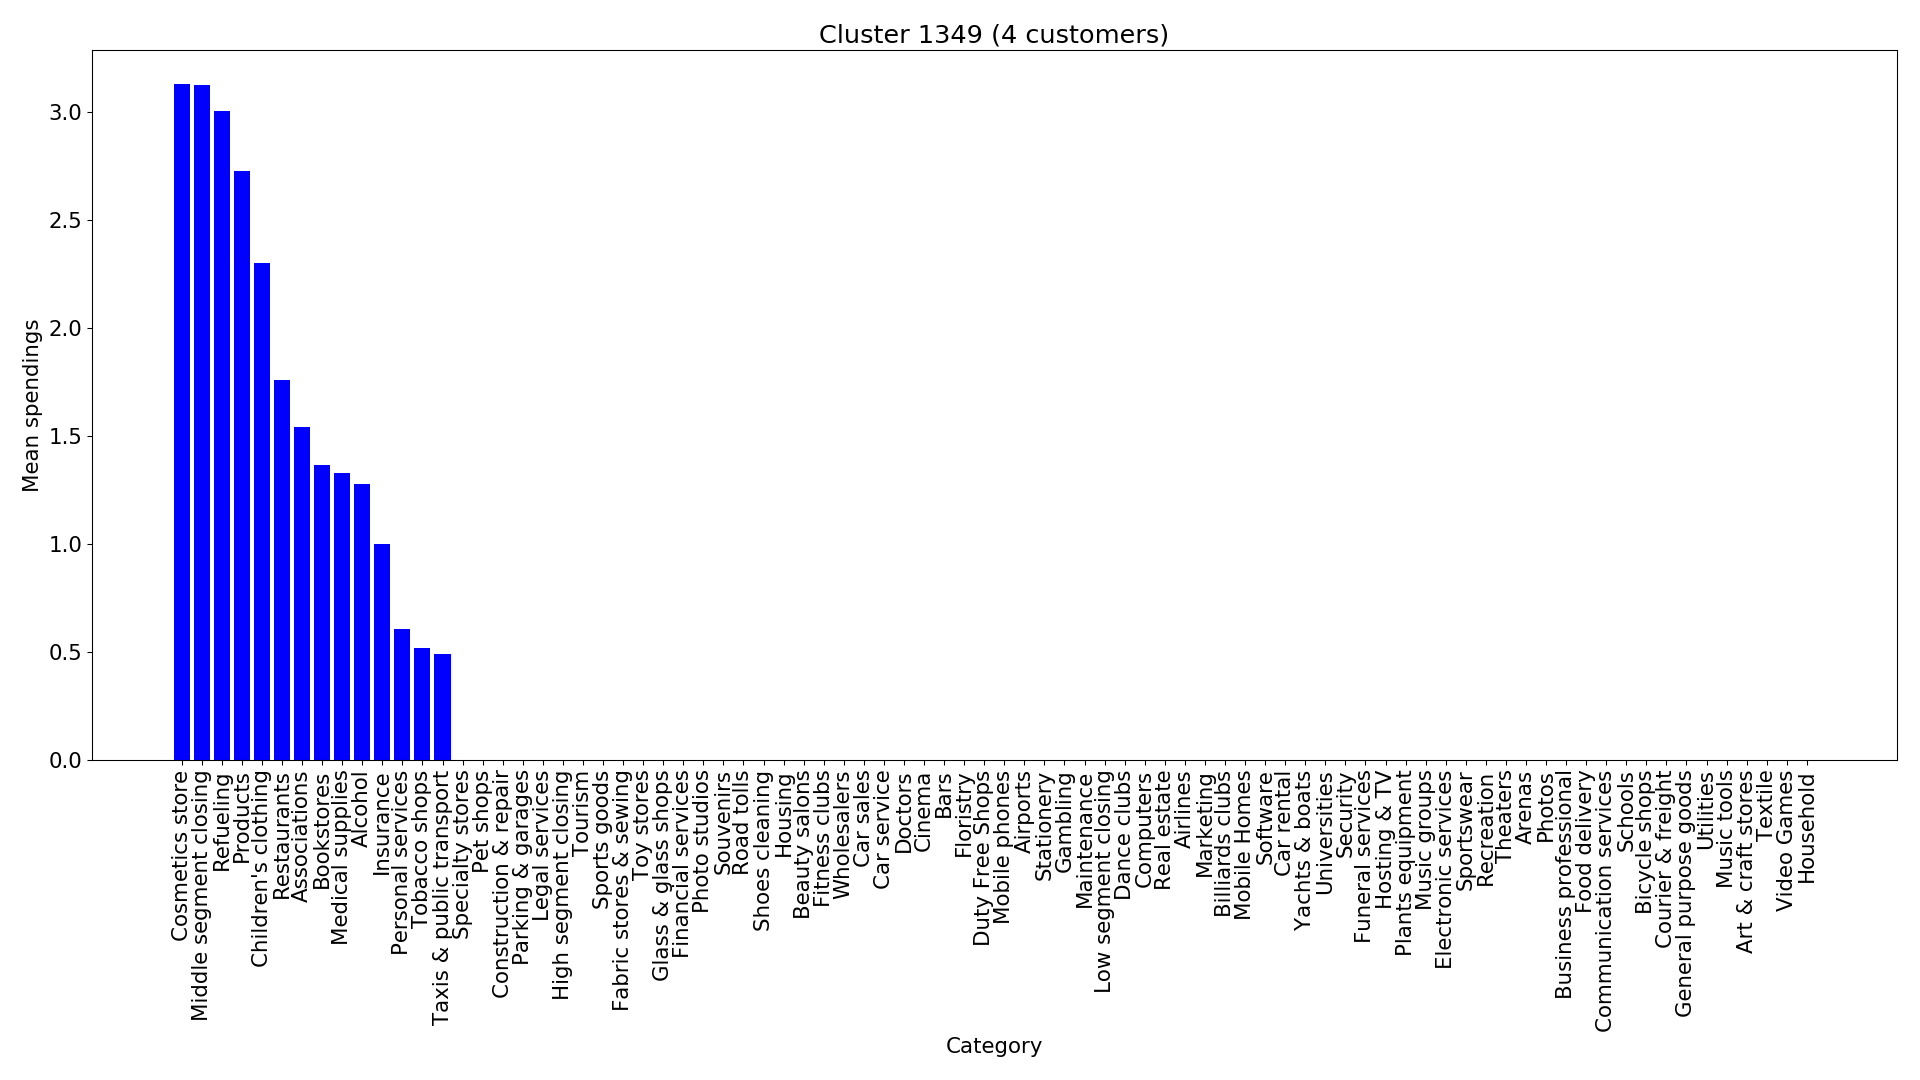 Cluster 1349 (4 customers)
Mean spendings
3.0
2.5
2.0
1.5
1.0
0.5
0.0
Cosmetics store
Middle segment closing
Refueling
Products
Children's clothing
Restaurants
Associations
Bookstores
Medical supplies
Alcohol
Insurance
Personal services
Tobacco shops
Taxis & public transport
Specialty stores
Pet shops
Construction & repair
Parking & garages
Legal services
High segment closing
Tourism
Sports goods
Fabric stores & sewing
Toy stores
Glass & glass shops
Financial services
Photo studios
Souvenirs
Road tolls
Shoes cleaning
Housing
Beauty salons
Fitness clubs
Wholesalers
Car sales
Car service
Doctors
Cinema
Bars
Floristry
Duty Free Shops
Mobile phones
Airports
Stationery
Gambling
Maintenance
Low segment closing
Dance clubs
Computers
Real estate
Airlines
Marketing
Billiards clubs
Mobile Homes
Software
Car rental
Yachts & boats
Universities
Security
Funeral services
Hosting & TV
Plants equipment
Music groups
Electronic services
Sportswear
Recreation
Theaters
Arenas
Photos
Business professional
Food delivery
Communication services
Schools
Bicycle shops
Courier & freight
General purpose goods
Utilities
Music tools
Art & craft stores
Textile
Video Games
Household
Category